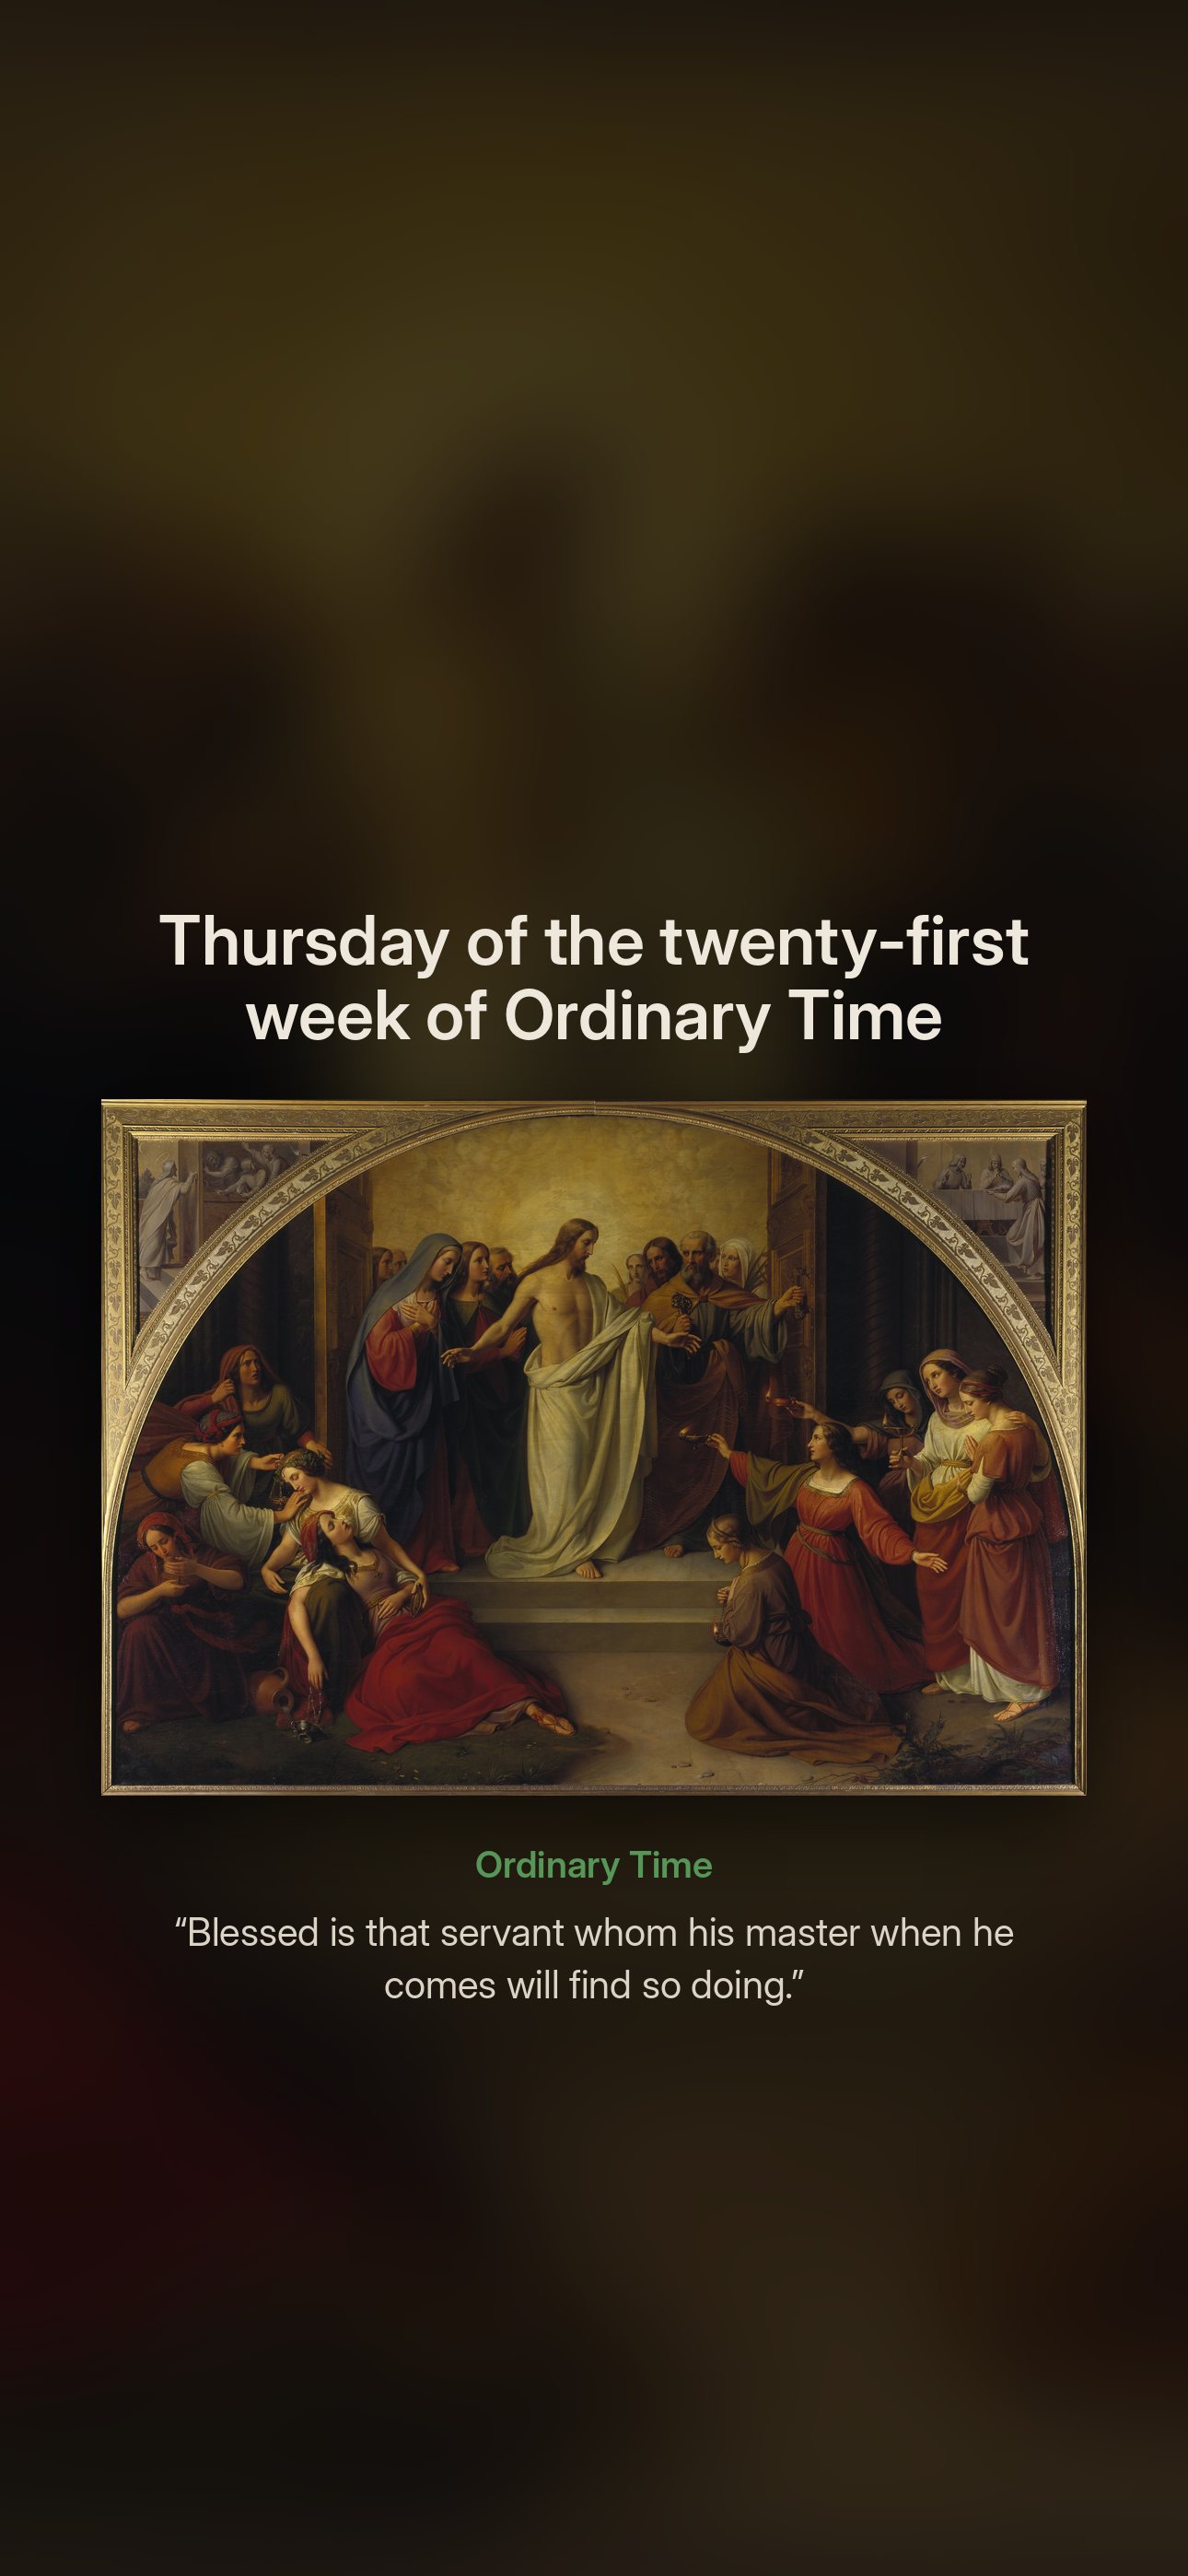 Thursday of the twenty-first
week of Ordinary Time
Ordinary Time
“Blessed is that servant whom his master when he
comes will find so doing.”